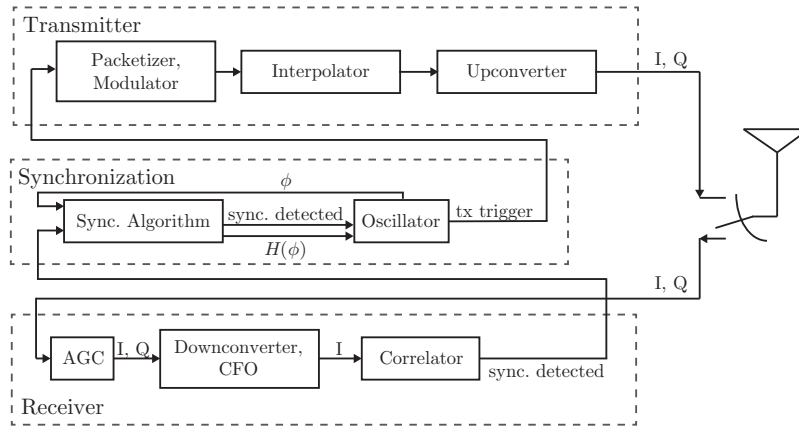 Transmitter
Packetizer,
Modulator
Interpolator
Upconverter
I, Q
Synchronization
ϕ
Sync. Algorithm
sync. detected
H(ϕ)
Oscillator
tx trigger
I, Q
AGC
I, Q
Downconverter,
CFO
I
Correlator
sync. detected
Receiver